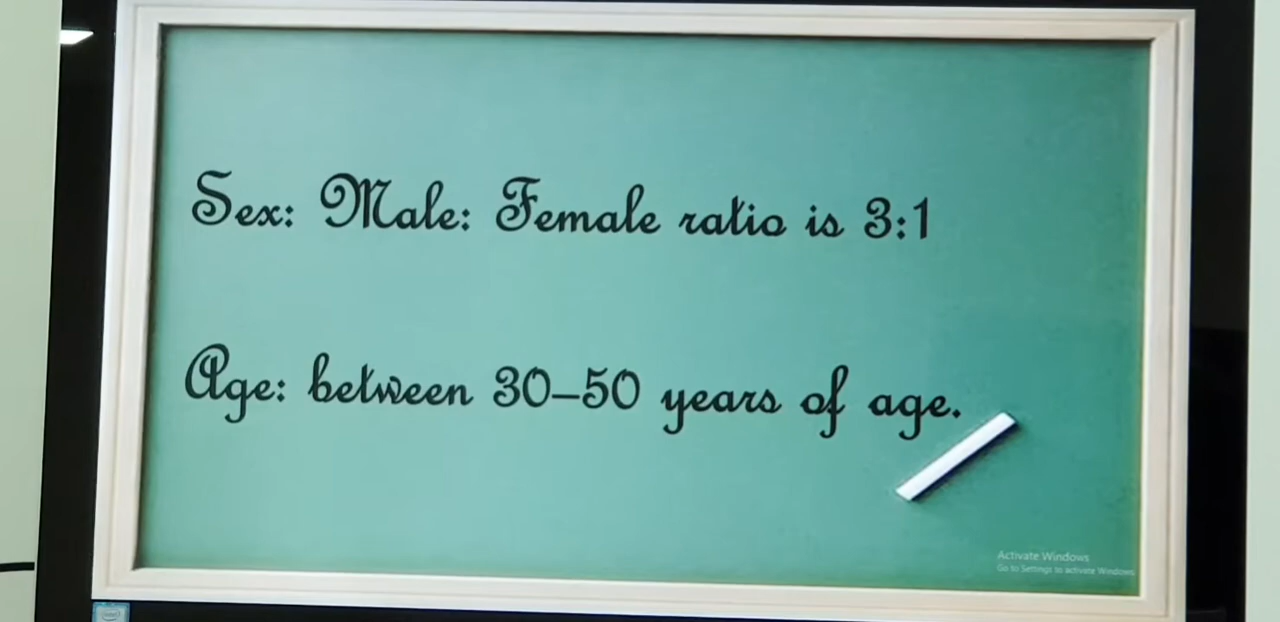 Sex: Male: Female ratio is 3:1
Age: between 30–50 years of age.
Activate Windows
Go to Settings to activate Windows